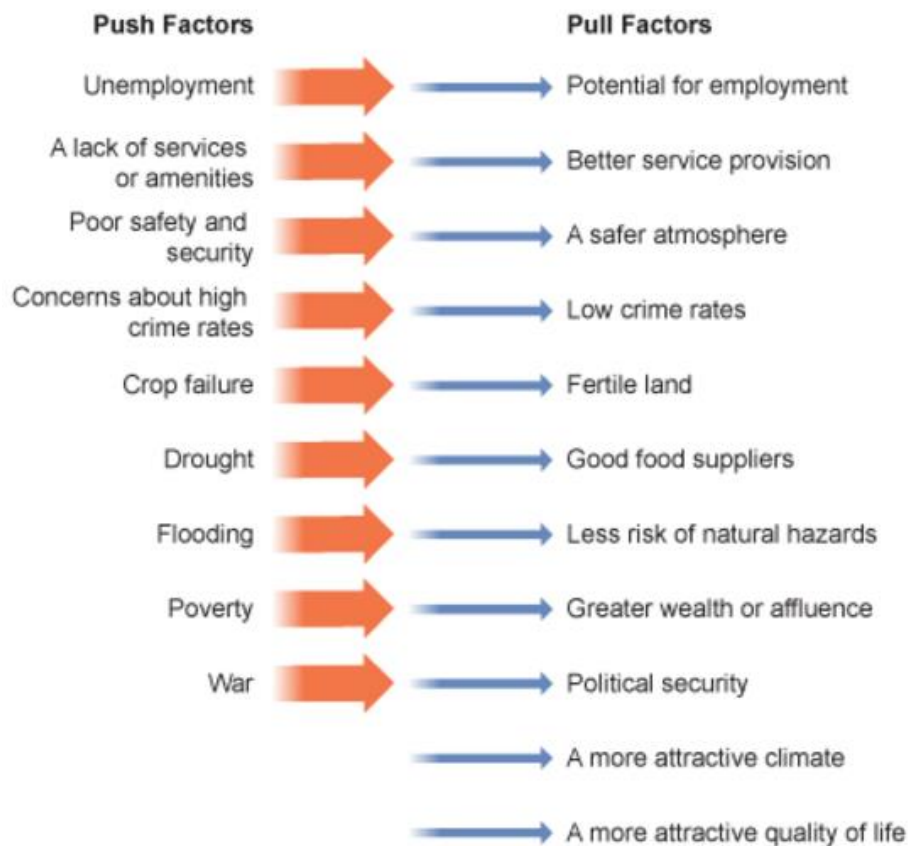 Push Factors
Pull Factors
Unemployment
Potential for employment
A lack of services
or amenities
Better service provision
Poor safety and
security
A safer atmosphere
Concerns about high
crime rates
Low crime rates
Crop failure
Fertile land
Drought
Good food suppliers
Flooding
Less risk of natural hazards
Poverty
Greater wealth or affluence
War
Political security
A more attractive climate
A more attractive quality of life